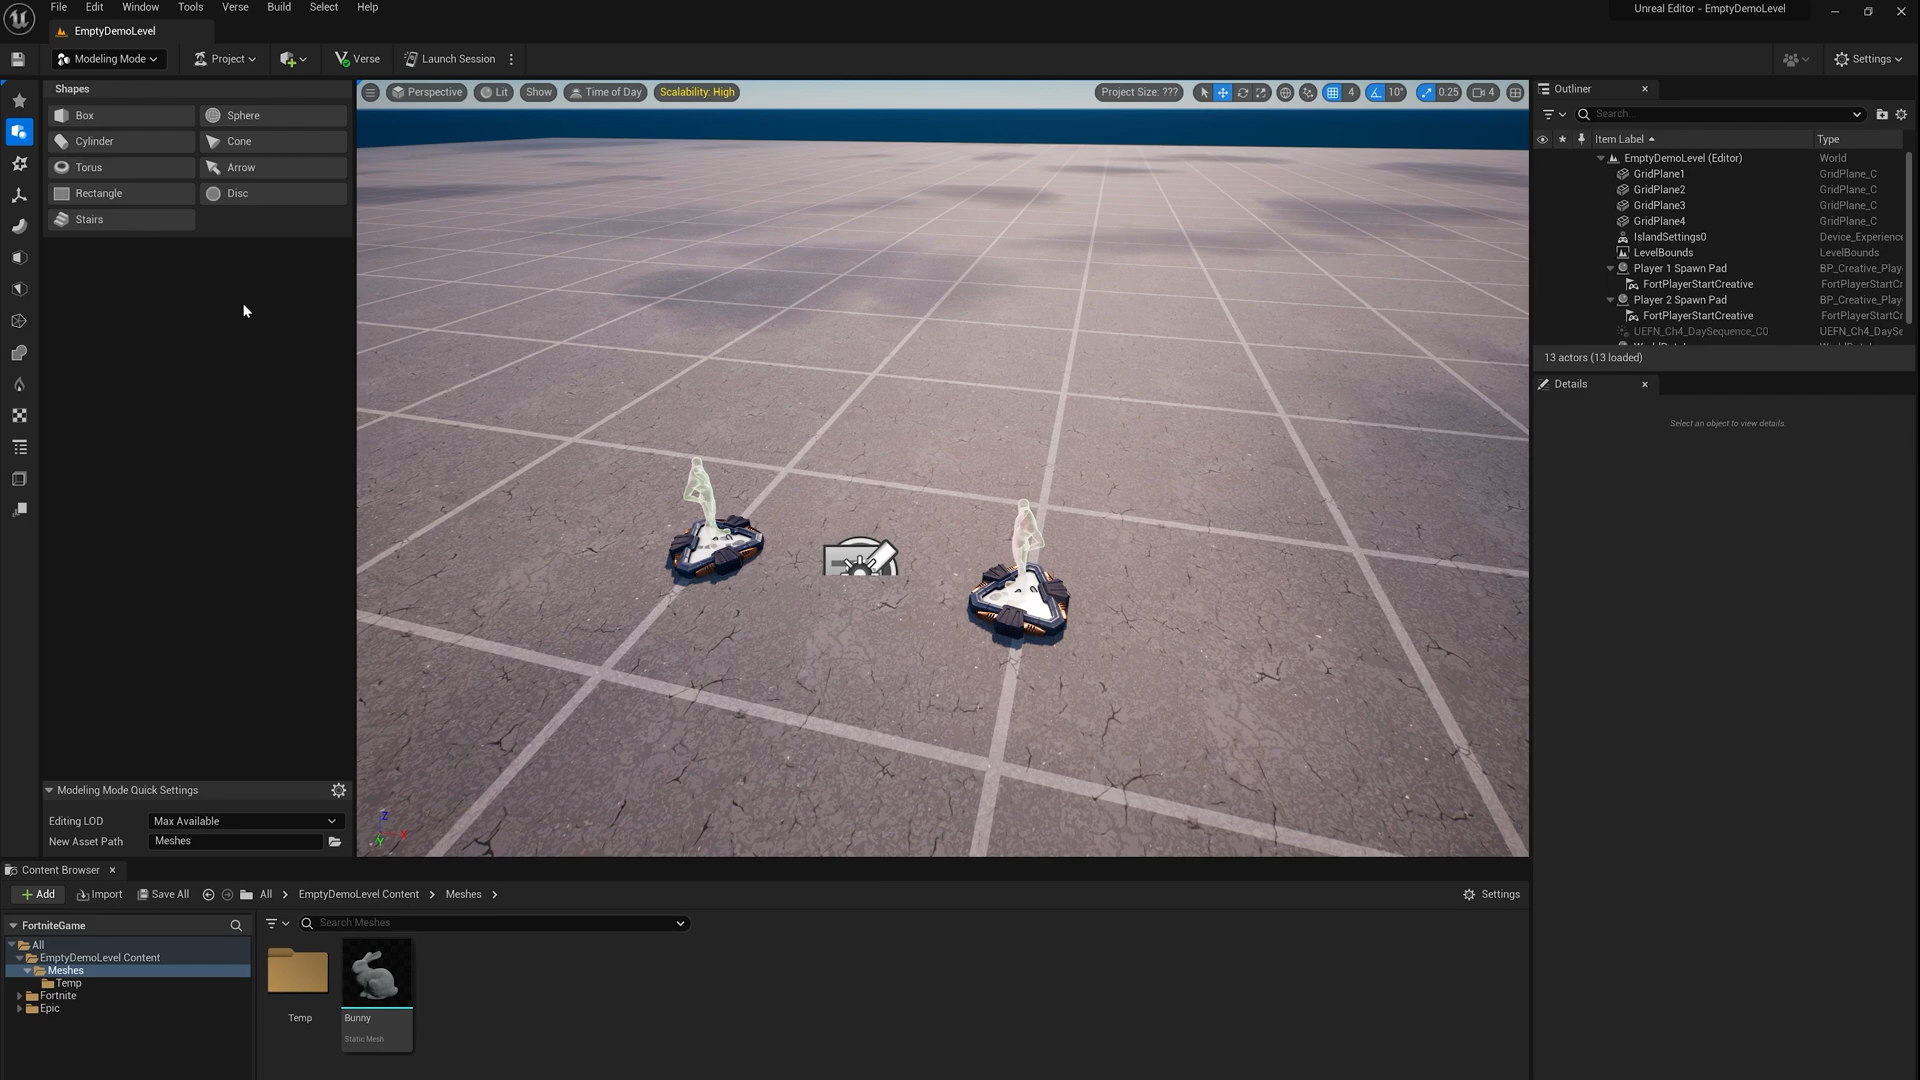 File Edit Window Tools Verse Build Select Help
Unreal Editor - EmptyDemoLevel
EmptyDemoLevel
Modeling Mode
Project
Verse
Launch Session
Settings
Shapes
Box
Sphere
Cylinder
Cone
Torus
Arrow
Rectangle
Disc
Stairs
Perspective
Lit
Show
Time of Day
Scalability: High
Project Size: ???
4
10°
0.25
4
Outliner
Search...
Item Label
Type
EmptyDemoLevel (Editor) World
GridPlane1 GridPlane_C
GridPlane2 GridPlane_C
GridPlane3 GridPlane_C
GridPlane4 GridPlane_C
IslandSettings0 Device_Experience
LevelBounds LevelBounds
Player 1 Spawn Pad BP_Creative_Play
FortPlayerStartCreative FortPlayerStartCr
Player 2 Spawn Pad BP_Creative_Play
FortPlayerStartCreative FortPlayerStartCr
UEFN_Ch4_DaySequence_C0 UEFN_Ch4_DaySe
13 actors (13 loaded)
Details
Select an object to view details.
Z
X
Y
Modeling Mode Quick Settings
Editing LOD Max Available
New Asset Path Meshes
Content Browser
Add
Import
Save All
All
EmptyDemoLevel Content
Meshes
Settings
FortniteGame
Search Meshes
All
EmptyDemoLevel Content
Meshes
Temp
Fortnite
Epic
Temp
Bunny
Static Mesh